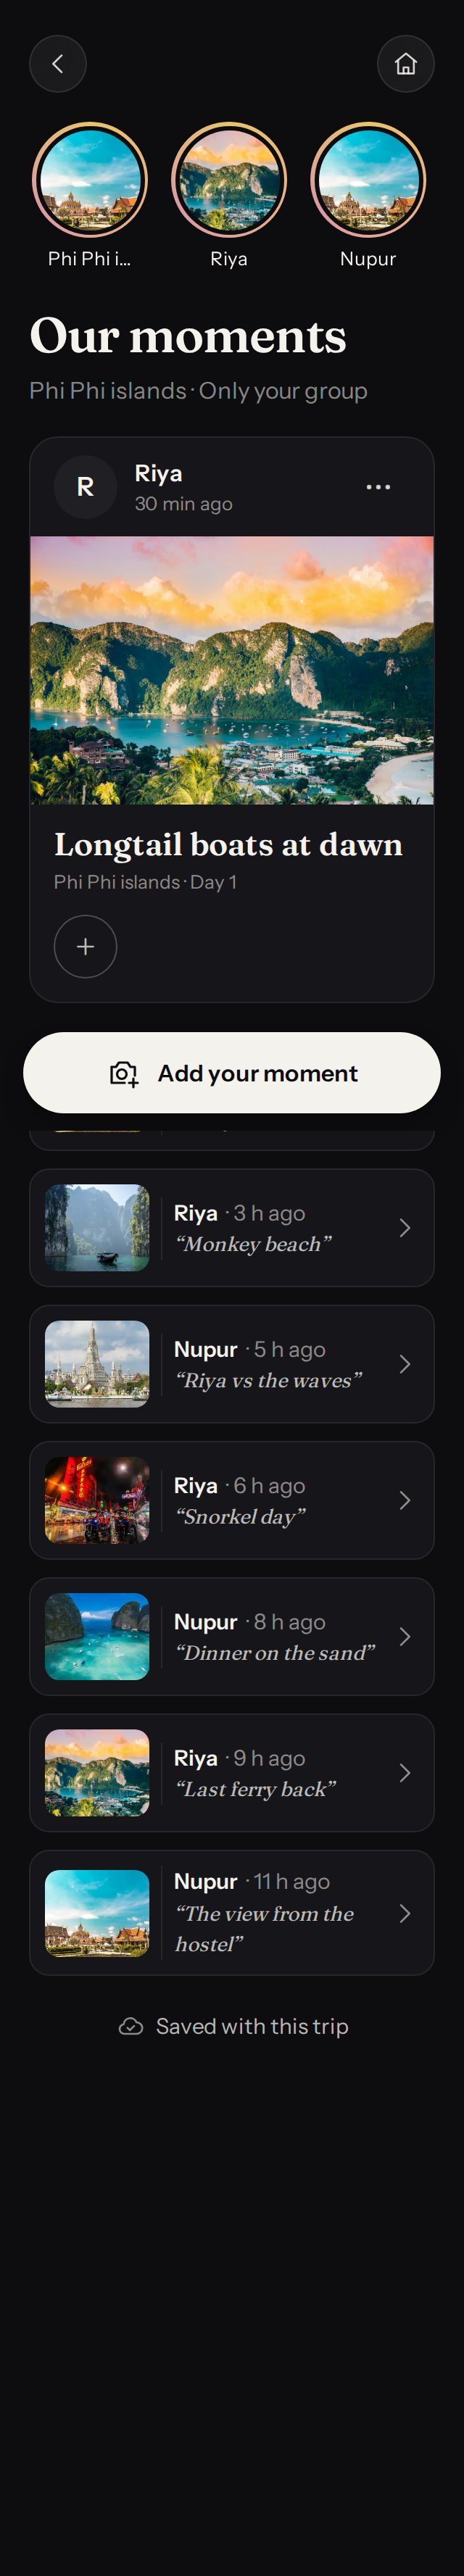 Phi Phi i...
Riya
Nupur
Our moments
Phi Phi islands · Only your group
R
Riya
30 min ago
Longtail boats at dawn
Phi Phi islands · Day 1
Add your moment
Riya · 3 h ago
“Monkey beach”
Nupur · 5 h ago
“Riya vs the waves”
Riya · 6 h ago
“Snorkel day”
Nupur · 8 h ago
“Dinner on the sand”
Riya · 9 h ago
“Last ferry back”
Nupur · 11 h ago
“The view from the
hostel”
Saved with this trip